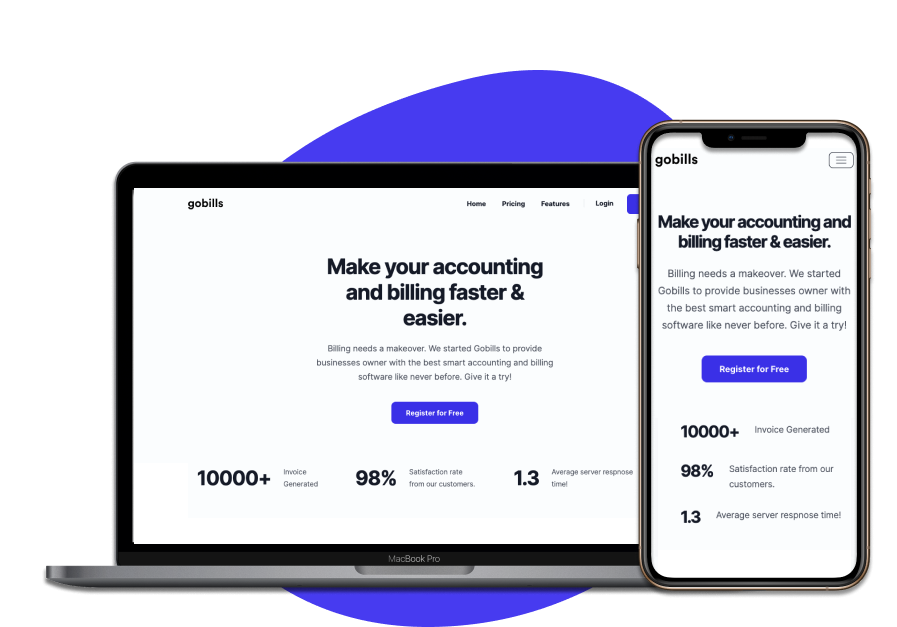 gobills
Home Pricing Features Login
Make your accounting
and billing faster &
easier.
Billing needs a makeover. We started Gobills to provide
businesses owner with the best smart accounting and billing
software like never before. Give it a try!
Register for Free
10000+
Invoice
Generated
98%
Satisfaction rate
from our customers.
1.3
Average server respnose
time!
MacBook Pro
gobills
Make your accounting and
billing faster & easier.
Billing needs a makeover. We started
Gobills to provide businesses owner with
the best smart accounting and billing
software like never before. Give it a try!
Register for Free
10000+ Invoice Generated
98%
Satisfaction rate from our
customers.
1.3 Average server respnose time!